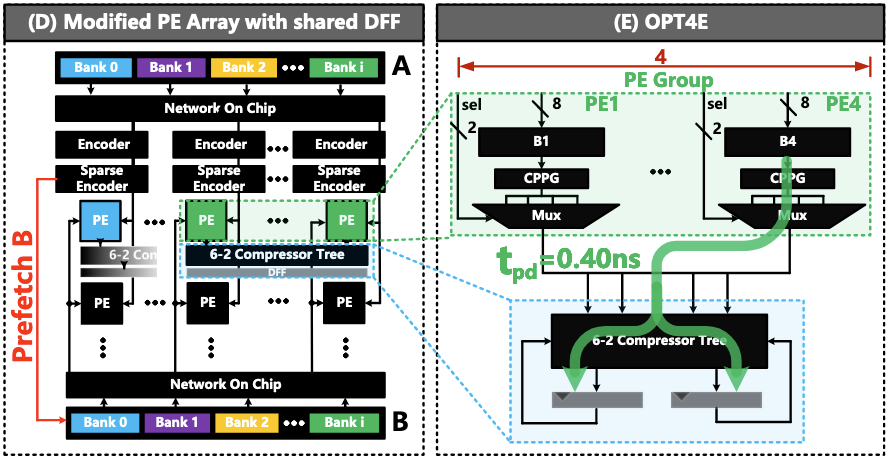 (D) Modified PE Array with shared DFF
Bank 0 Bank 1 Bank 2 ••• Bank i A
Network On Chip
Encoder Encoder Encoder
Sparse Encoder Sparse Encoder Sparse Encoder
PE PE PE
6-2 Con 6-2 Compressor Tree
DFF
PE PE PE
Prefetch B
Network On Chip
Bank 0 Bank 1 Bank 2 ••• Bank i B
(E) OPT4E
4
PE Group
sel 8 PE1 sel 8 PE4
2 2
B1 B4
CPPG CPPG
Mux Mux
tpd=0.40ns
6-2 Compressor Tree